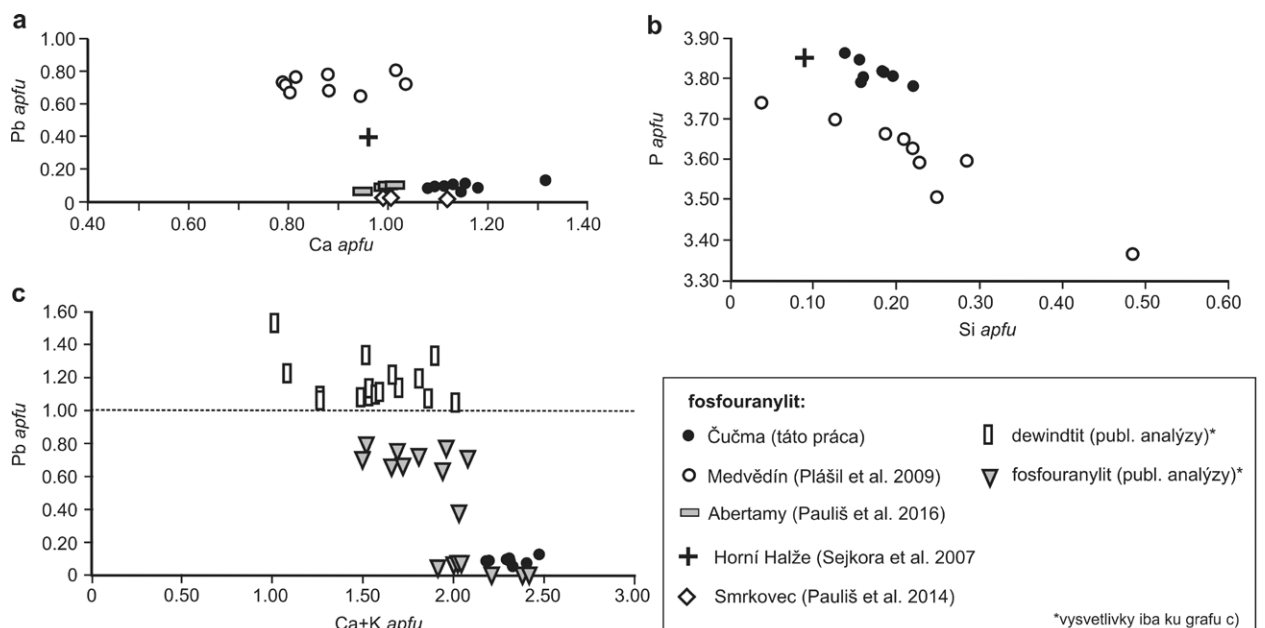 a
1.00
0.80
0.60
0.40
0.20
0
Pb apfu
0.40 0.60 0.80 1.00 1.20 1.40
Ca apfu
b
3.90
3.80
3.70
3.60
3.50
3.40
3.30
P apfu
0 0.10 0.20 0.30 0.40 0.50 0.60
Si apfu
c
1.60
1.40
1.20
1.00
0.80
0.60
0.40
0.20
0
Pb apfu
0 0.50 1.00 1.50 2.00 2.50 3.00
Ca+K apfu
fosfouranylit:
Čučma (táto práca)
Medvědín (Plášil et al. 2009)
Abertamy (Pauliš et al. 2016)
Horní Halže (Sejkora et al. 2007
Smrkovec (Pauliš et al. 2014)
dewindtit (publ. analýzy)*
fosfouranylit (publ. analýzy)*
*vysvetlivky iba ku grafu c)